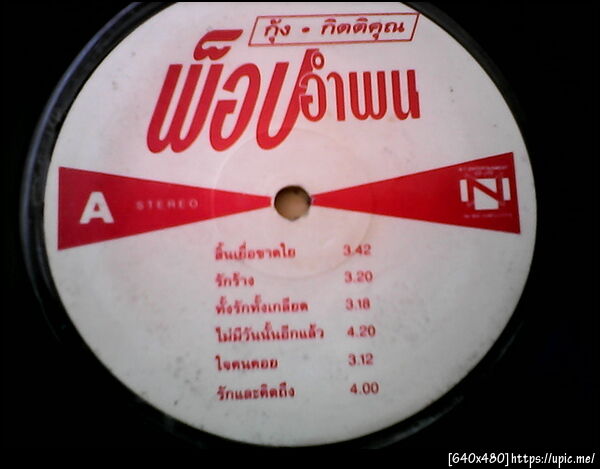 กุ้ง • กิตติคุณ
พ็อปอำพน
A STEREO
N
สิ้นเยื่อขาดใย 3.42
รักร้าง 3.20
ทั้งรักทั้งเกลียด 3.18
ไม่มีวันนั้นอีกแล้ว 4.20
ใจคนคอย 3.12
รักและคิดถึง 4.00
[640x480]https://upic.me/